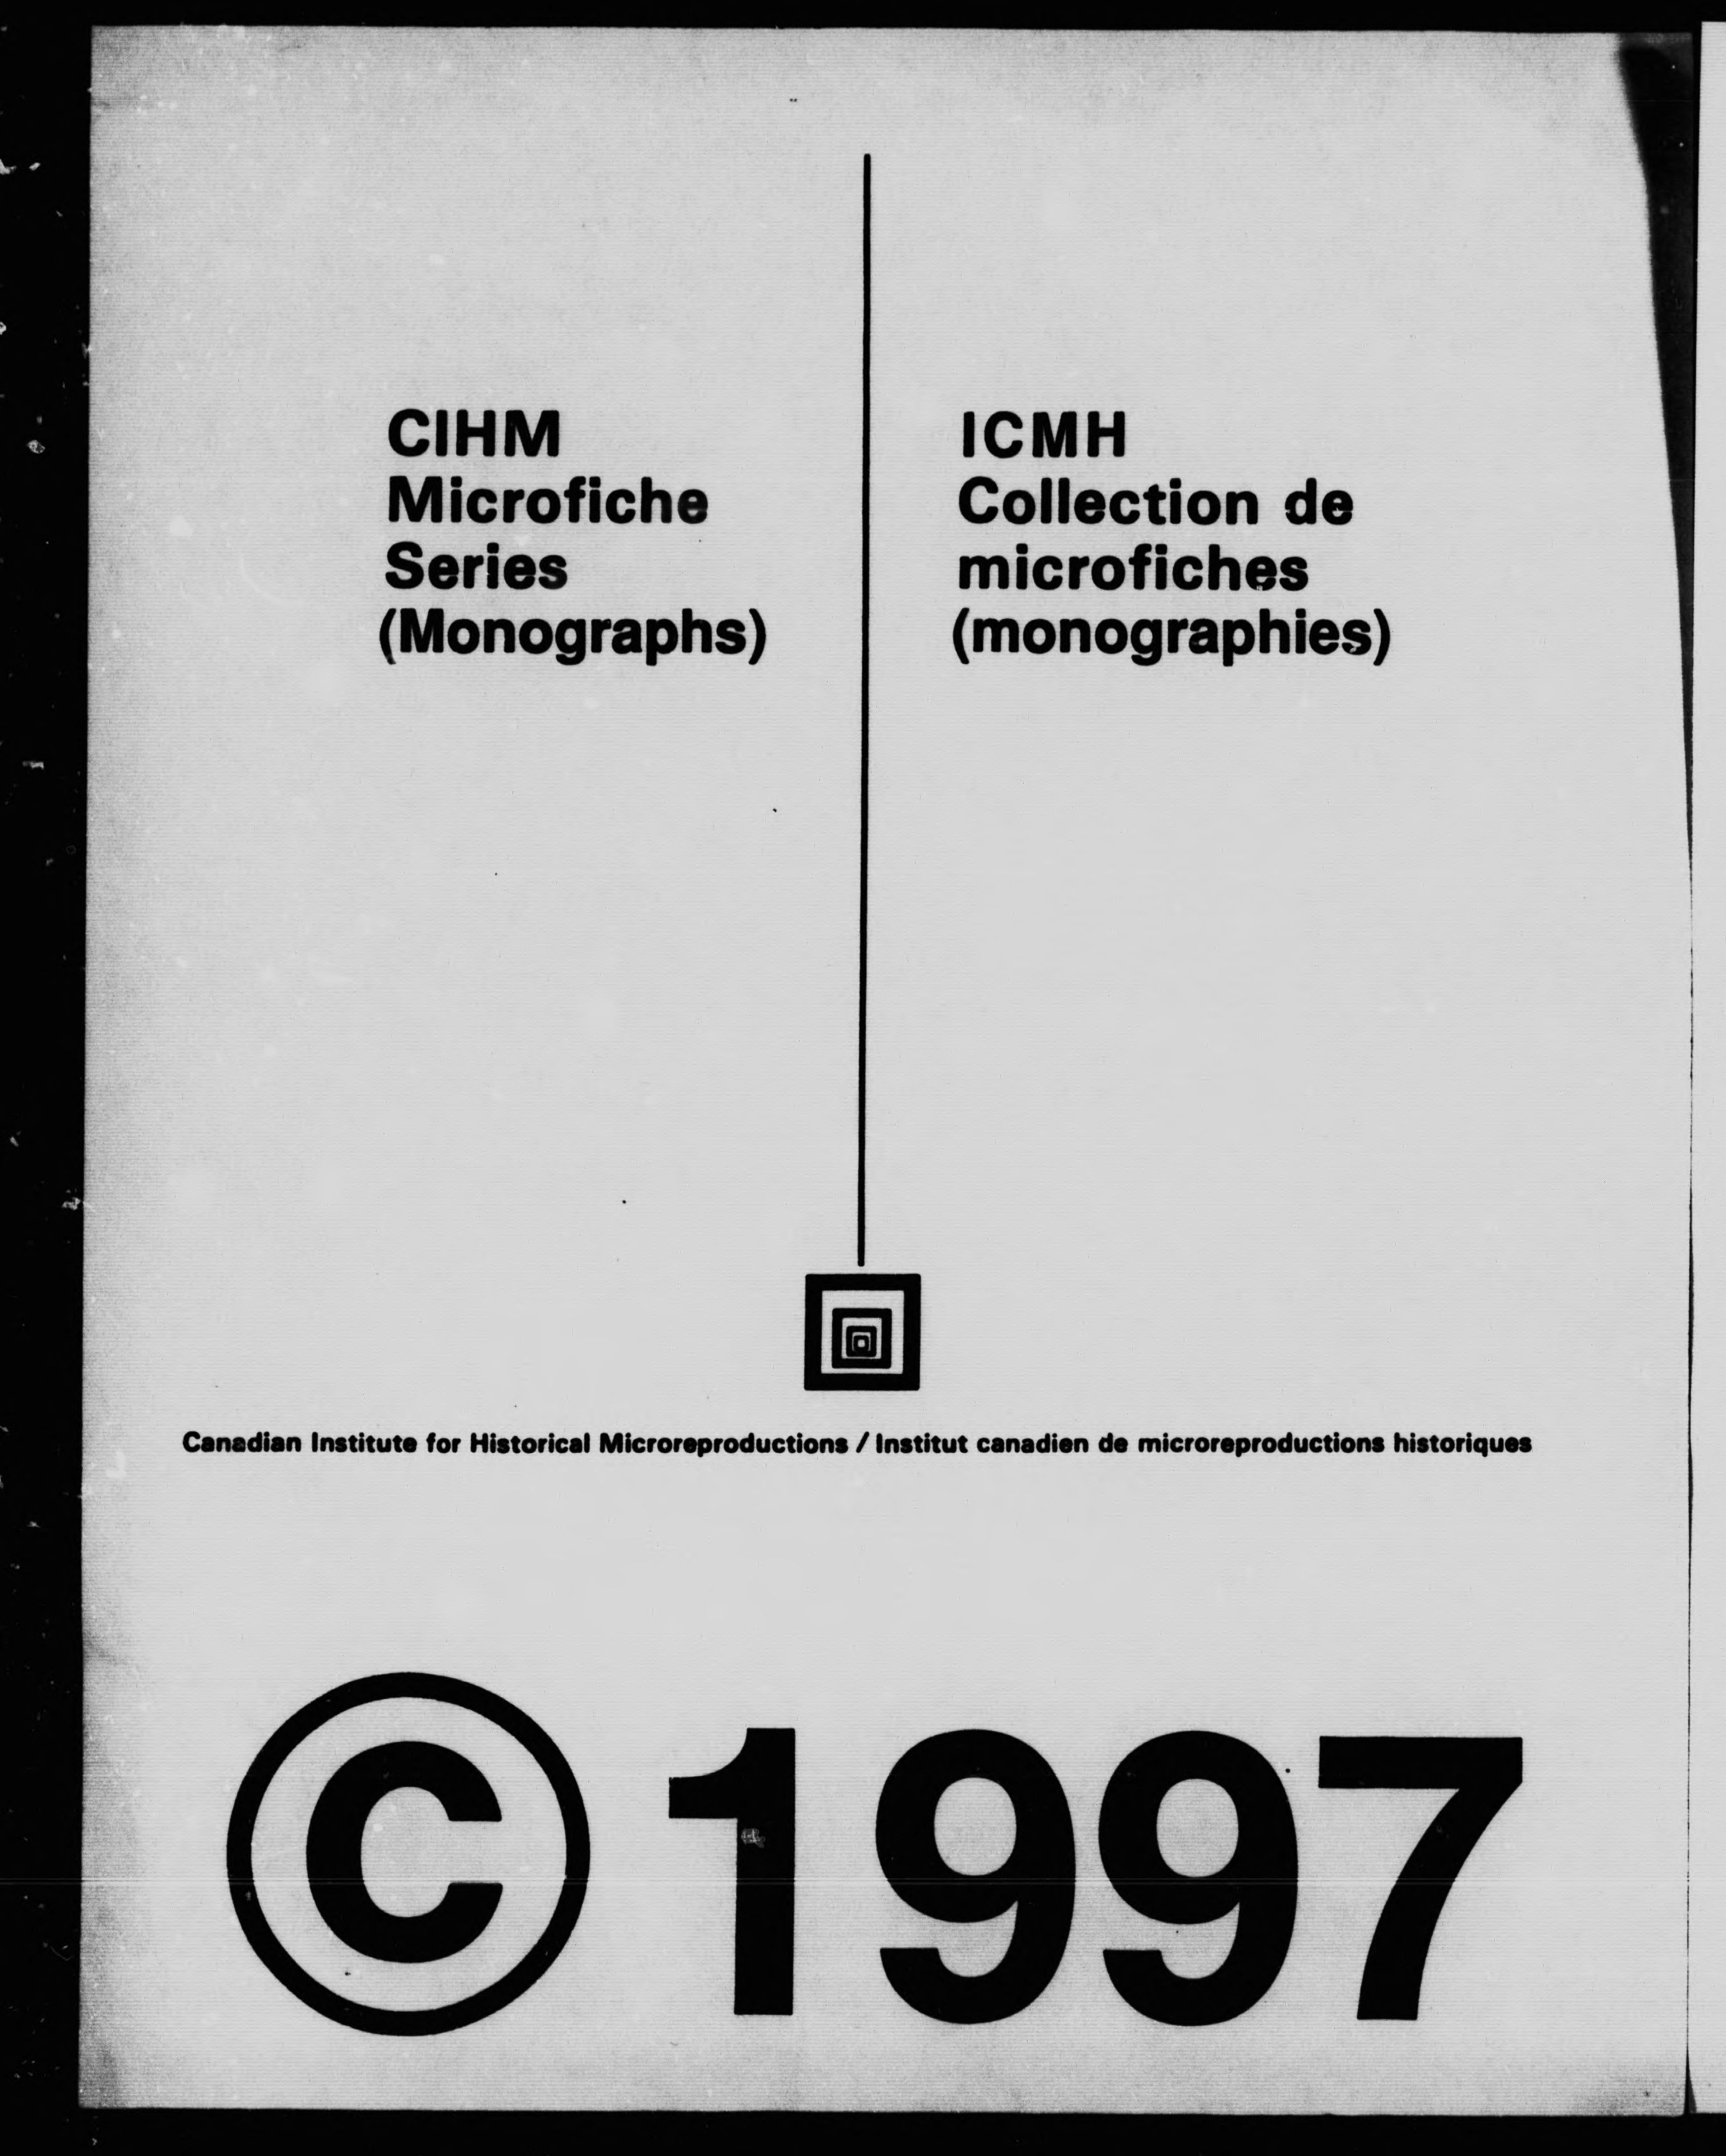 CIHM
Microfiche
Series
(Monographs)
ICMH
Collection de
microfiches
(monographies)
Canadian Institute for Historical Microreproductions / Institut canadien de microreproductions historiques
© 1997